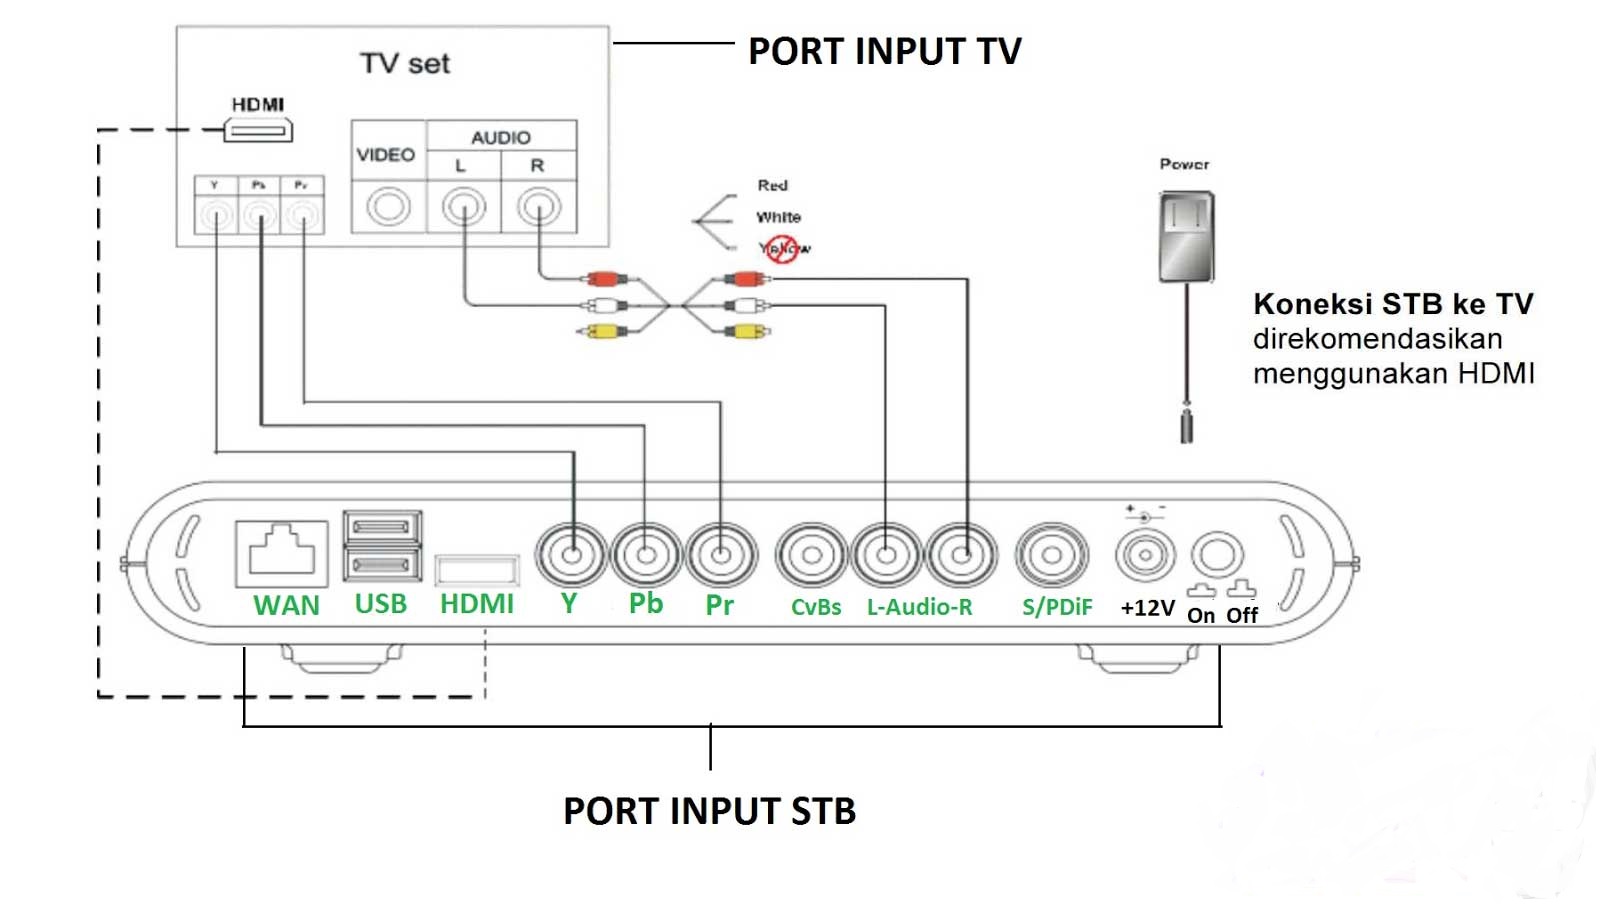 PORT INPUT TV
TV set
HDMI
VIDEO
AUDIO
L
R
Y
Pb
Pr
Red
White
Yellow
Power
Koneksi STB ke TV
direkomendasikan
menggunakan HDMI
+ -
WAN
USB
HDMI
Y
Pb
Pr
CvBs
L-Audio-R
S/PDiF
+12V
On
Off
PORT INPUT STB